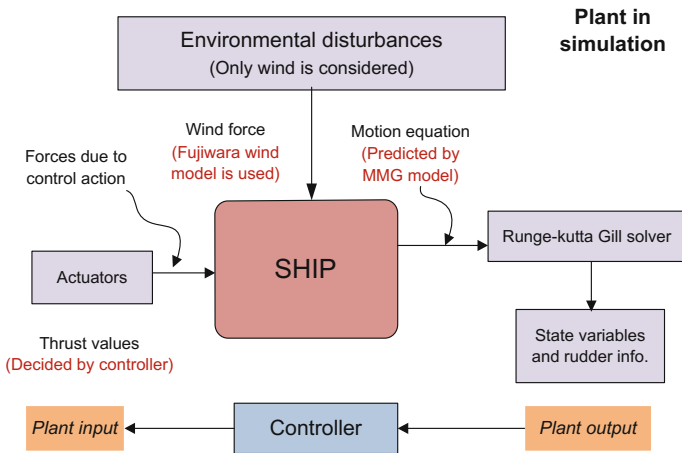 Plant in
simulation
Environmental disturbances
(Only wind is considered)
Wind force
(Fujiwara wind
model is used)
Motion equation
(Predicted by
MMG model)
Forces due to
control action
SHIP
Runge-kutta Gill solver
Actuators
State variables
and rudder info.
Thrust values
(Decided by controller)
Plant input
Controller
Plant output